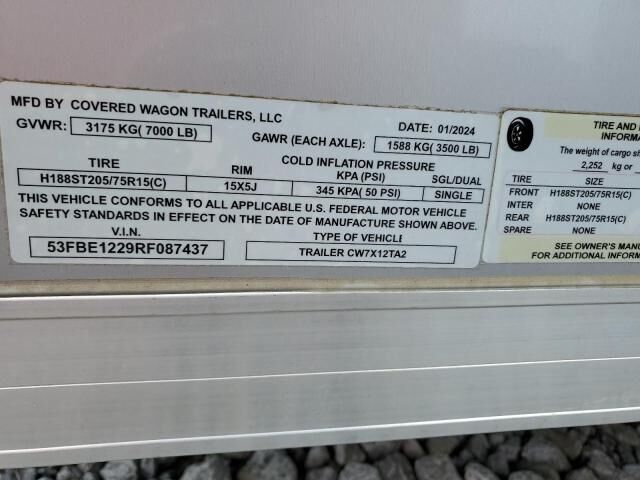 MFD BY COVERED WAGON TRAILERS, LLC DATE: 01/2024
GVWR: 3175 KG( 7000 LB) GAWR (EACH AXLE): 1588 KG( 3500 LB)
COLD INFLATION PRESSURE
TIRE RIM KPA (PSI) SGL/DUAL
H188ST205/75R15(C) 15X5J 345 KPA( 50 PSI) SINGLE
THIS VEHICLE CONFORMS TO ALL APPLICABLE U.S. FEDERAL MOTOR VEHICLE
SAFETY STANDARDS IN EFFECT ON THE DATE OF MANUFACTURE SHOWN ABOVE.
V.I.N. TYPE OF VEHICLE
53FBE1229RF087437 TRAILER CW7X12TA2
TIRE AND
The weight of cargo
2,252 kg or
TIRE SIZE
FRONT H188ST205/75R15(C)
INTER NONE
REAR H188ST205/75R15(C)
SPARE NONE
SEE OWNER'S
FOR ADDITIONAL